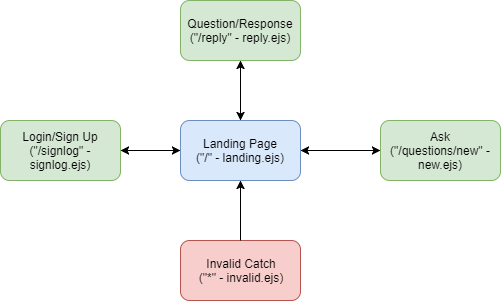 Question/Response
("/reply" - reply.ejs)
Login/Sign Up
("/signlog" -
signlog.ejs)
Landing Page
("/" - landing.ejs)
Ask
("/questions/new" -
new.ejs)
Invalid Catch
("*" - invalid.ejs)